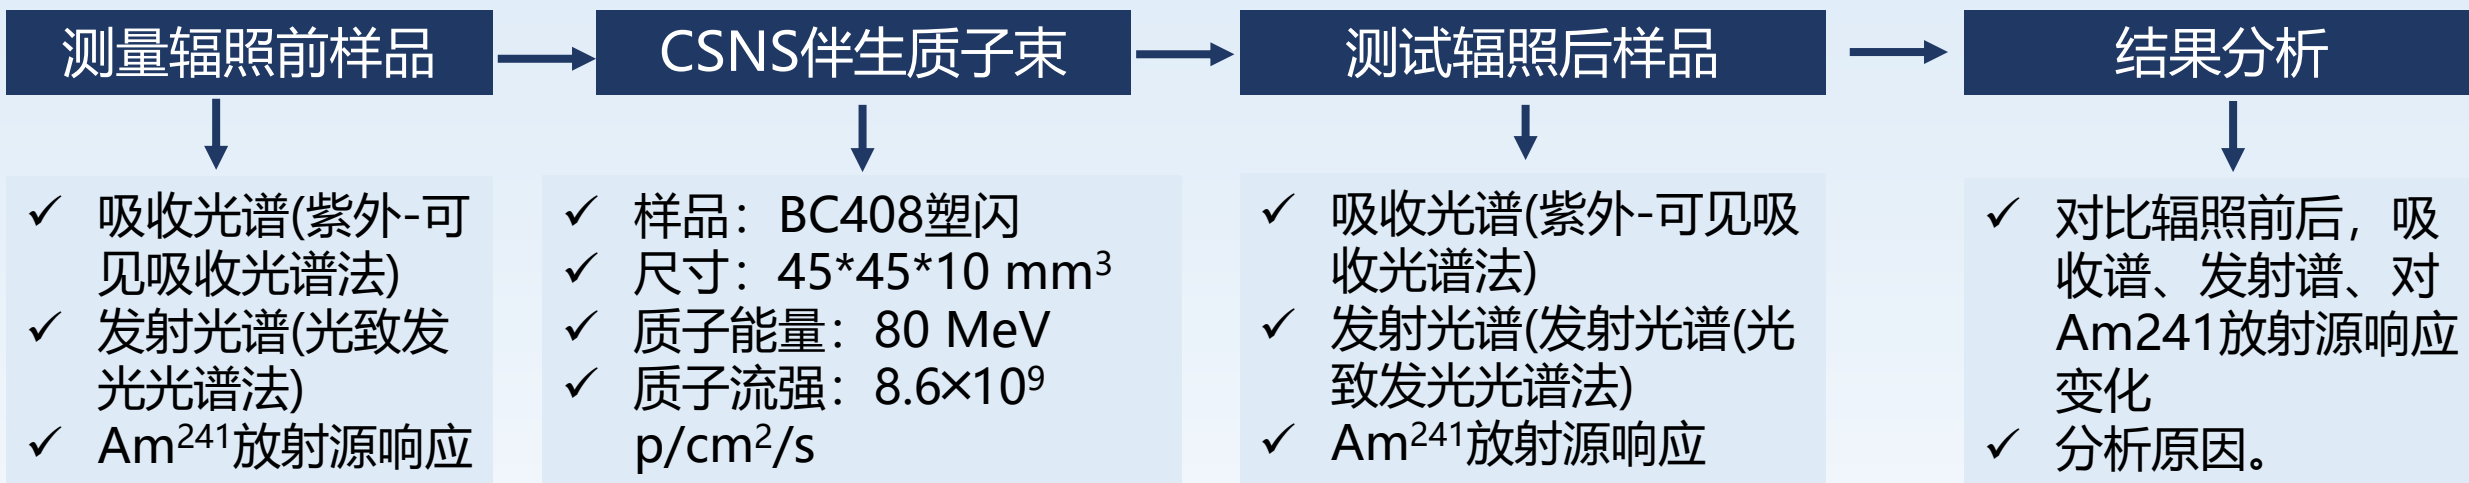 测量辐照前样品
CSNS伴生质子束
测试辐照后样品
结果分析
✓ 吸收光谱(紫外-可
见吸收光谱法)
✓ 发射光谱(光致发
光光谱法)
✓ Am²⁴¹放射源响应
✓ 样品：BC408塑闪
✓ 尺寸：45*45*10 mm³
✓ 质子能量：80 MeV
✓ 质子流强：8.6×10⁹
p/cm²/s
✓ 吸收光谱(紫外-可见吸
收光谱法)
✓ 发射光谱(发射光谱(光
致发光光谱法)
✓ Am²⁴¹放射源响应
✓ 对比辐照前后，吸
收谱、发射谱、对
Am241放射源响应
变化
✓ 分析原因。